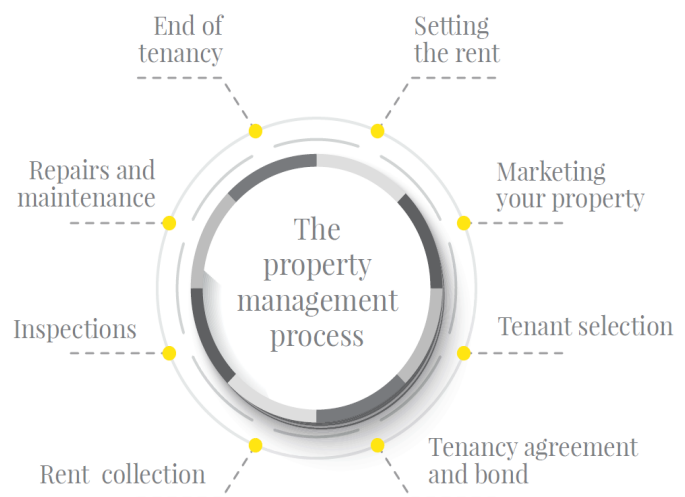 End of
tenancy
Setting
the rent
Repairs and
maintenance
Marketing
your property
The
property
management
process
Inspections
Tenant selection
Rent collection
Tenancy agreement
and bond